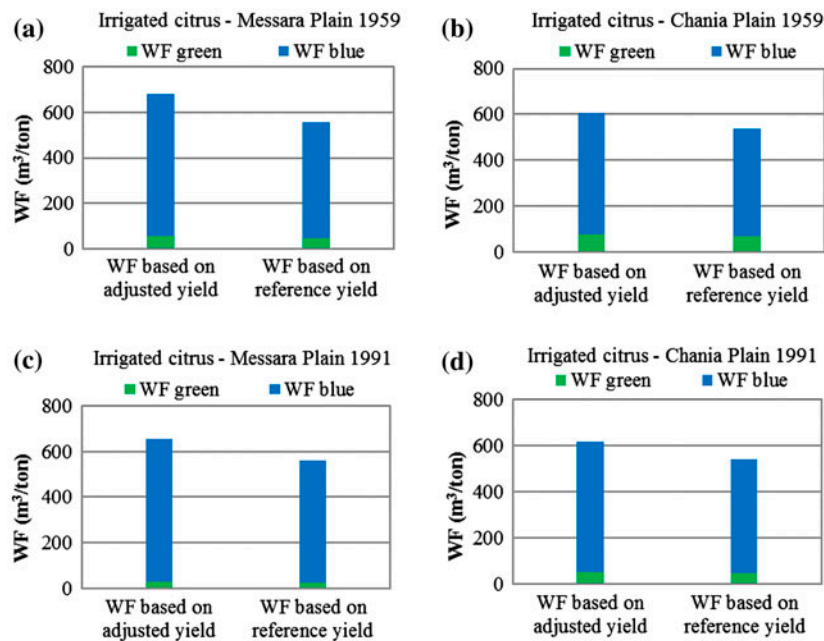 (a)
Irrigated citrus - Messara Plain 1959
WF green
WF blue
WF (m³/ton)
800
600
400
200
0
WF based on
adjusted yield
WF based on
reference yield
(b)
Irrigated citrus - Chania Plain 1959
WF green
WF blue
WF (m³/ton)
800
600
400
200
0
WF based on
adjusted yield
WF based on
reference yield
(c)
Irrigated citrus - Messara Plain 1991
WF green
WF blue
WF (m³/ton)
800
600
400
200
0
WF based on
adjusted yield
WF based on
reference yield
(d)
Irrigated citrus - Chania Plain 1991
WF green
WF blue
WF (m³/ton)
800
600
400
200
0
WF based on
adjusted yield
WF based on
reference yield